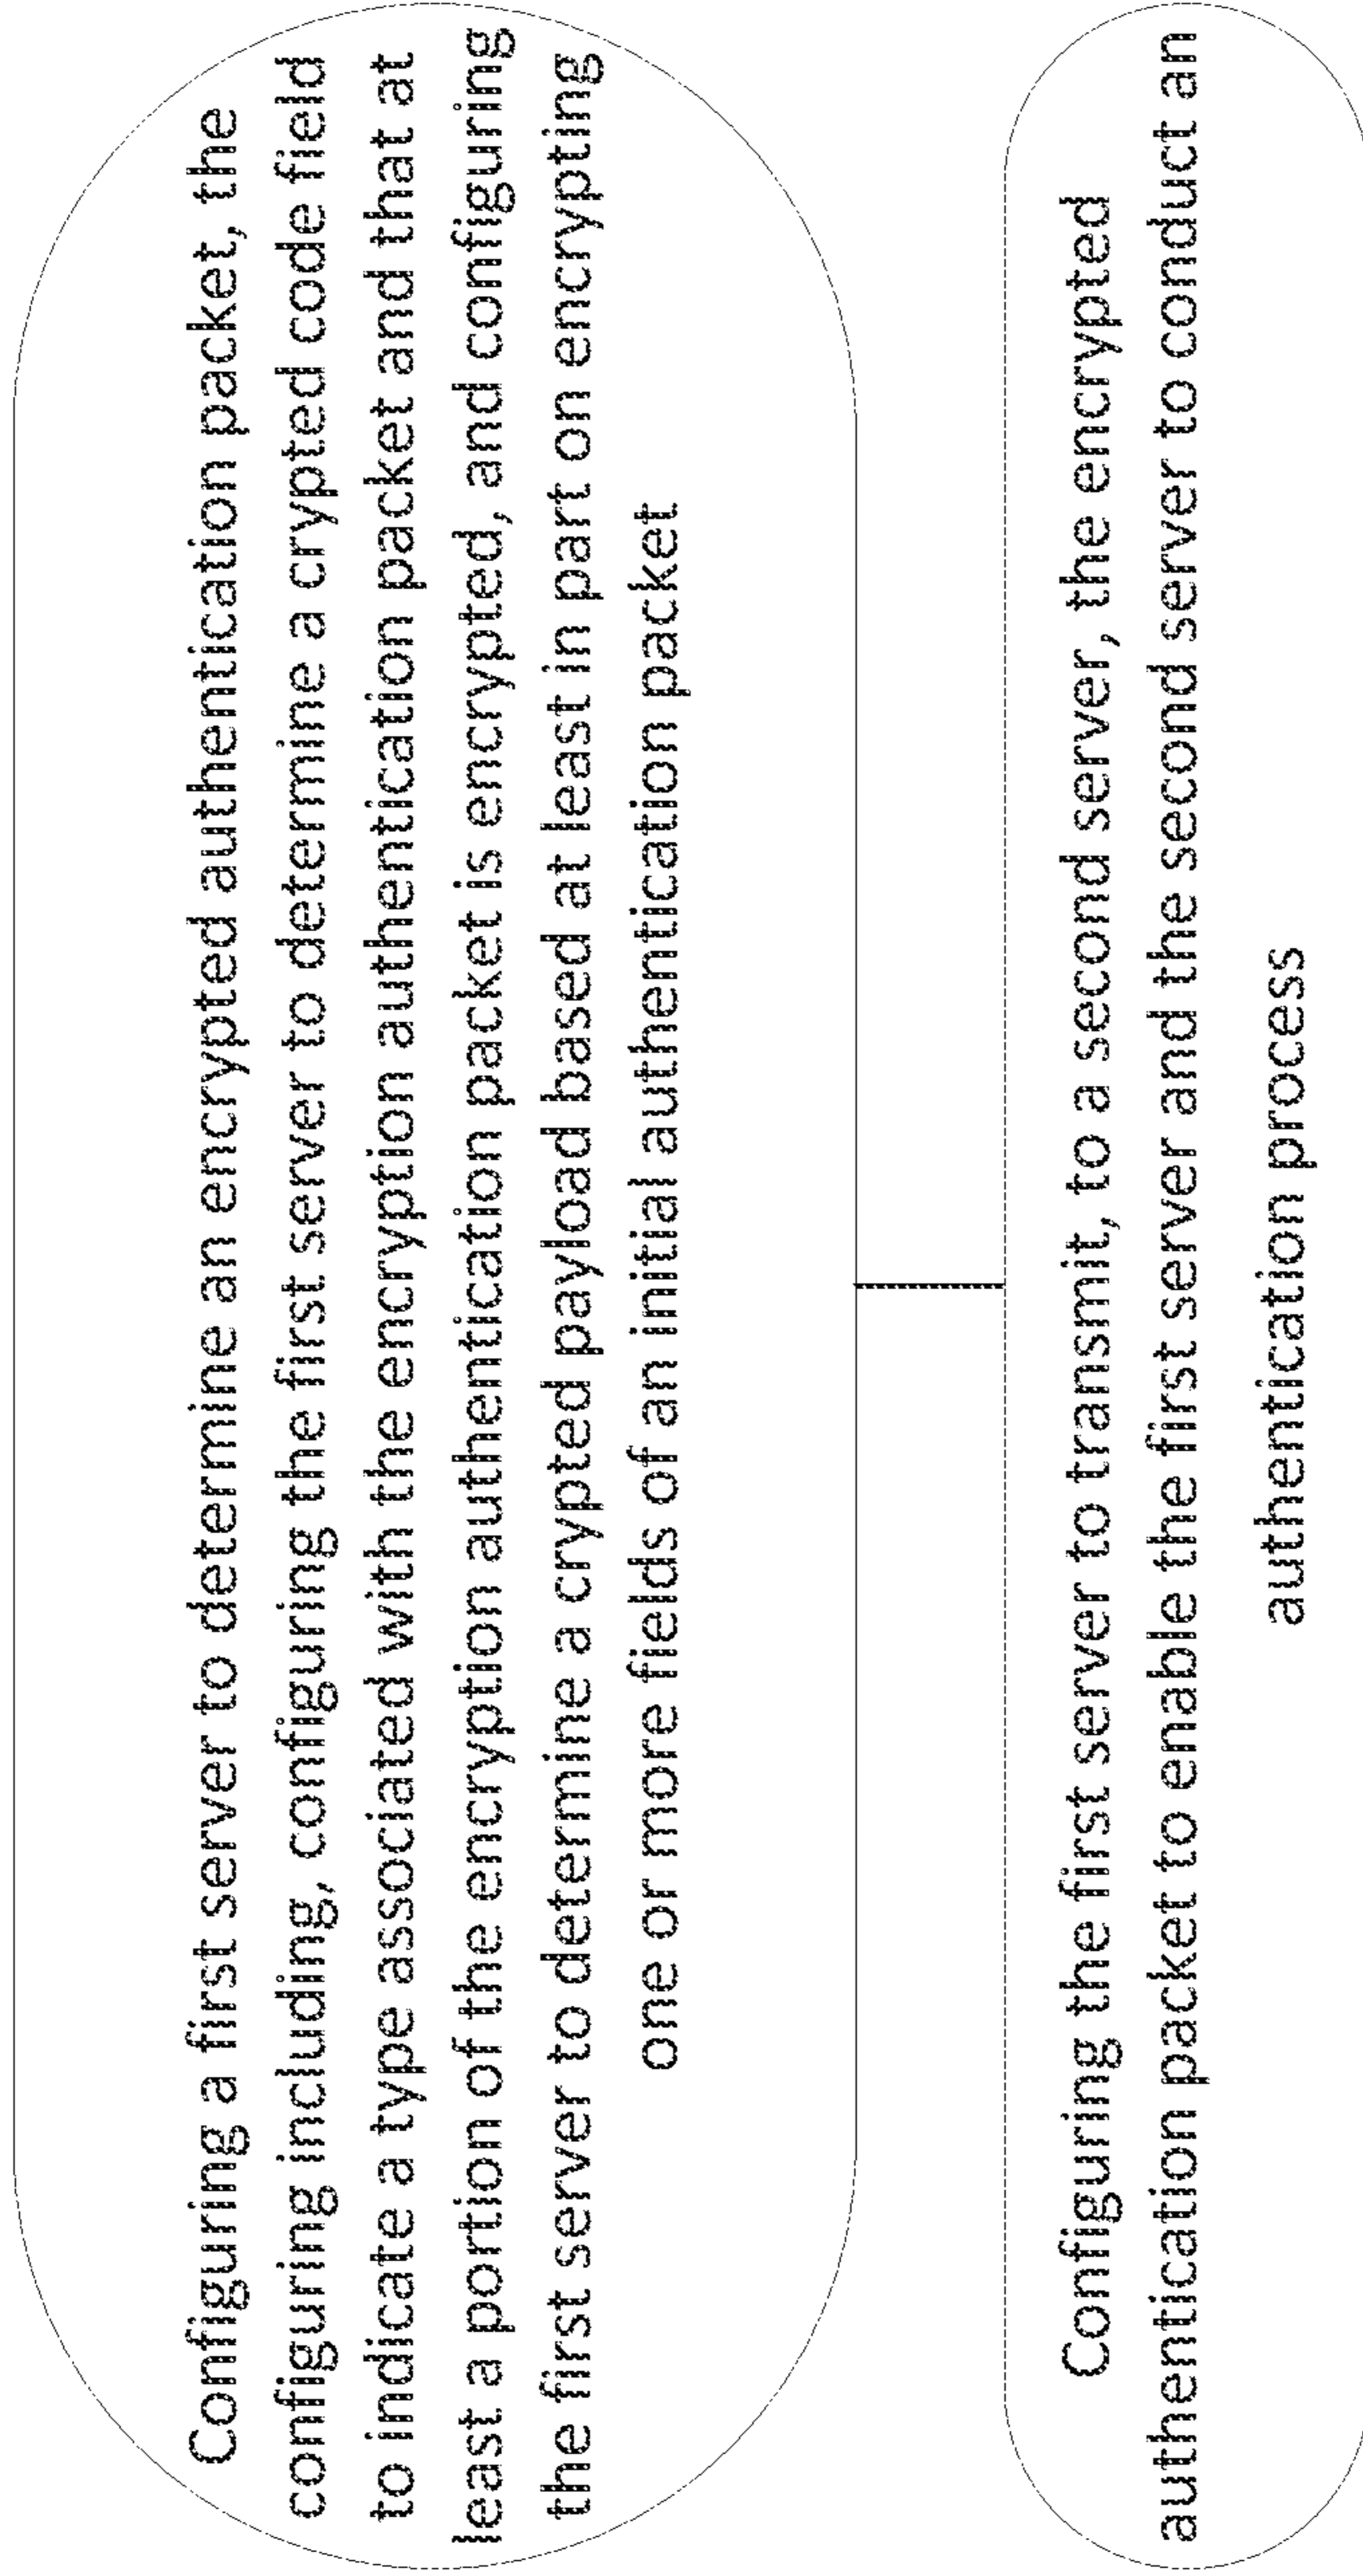 Configuring a first server to determine an encrypted authentication packet, the
configuring including, configuring the first server to determine a crypted code field
to indicate a type associated with the encryption authentication packet and that at
least a portion of the encryption authentication packet is encrypted, and configuring
the first server to determine a crypted payload based at least in part on encrypting
one or more fields of an initial authentication packet
Configuring the first server to transmit, to a second server, the encrypted
authentication packet to enable the first server and the second server to conduct an
authentication process